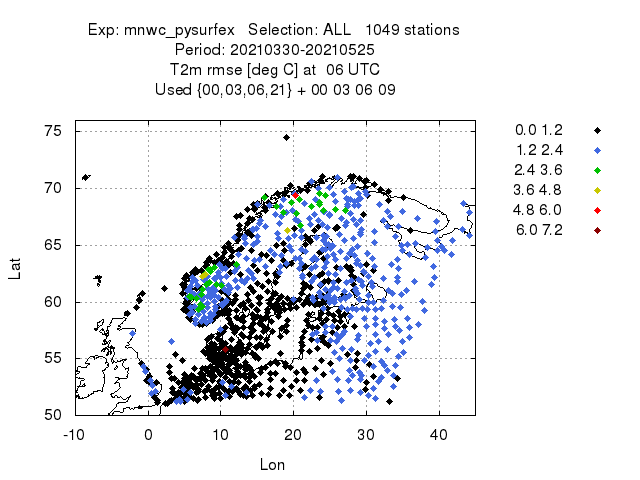 Exp: mnwc_pysurfex   Selection: ALL   1049 stations
Period: 20210330-20210525
T2m rmse [deg C] at  06 UTC
Used {00,03,06,21} + 00 03 06 09
0.0 1.2
1.2 2.4
2.4 3.6
3.6 4.8
4.8 6.0
6.0 7.2
75
70
65
60
55
50
Lat
-10 0 10 20 30 40
Lon